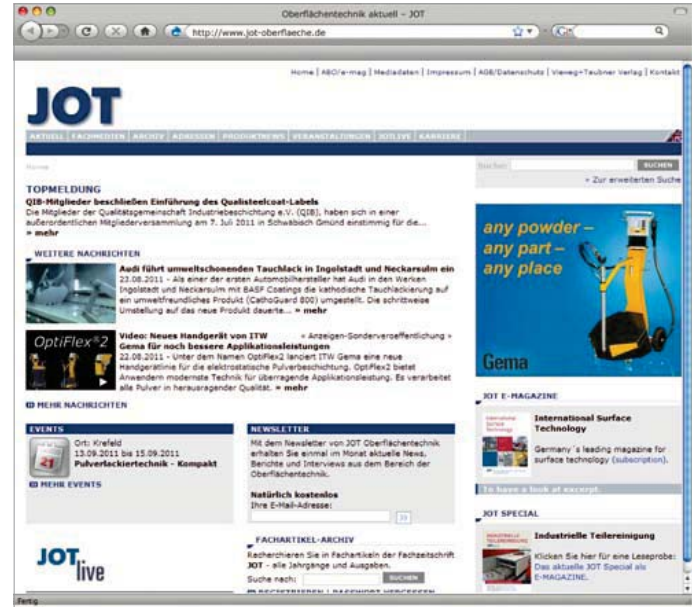 Oberflächentechnik aktuell – JOT
http://www.jot-oberflaeche.de
Home | ABO/e-mag | Mediadaten | Impressum | AGB/Datenschutz | Vieweg+Teubner Verlag | Kontakt
JOT
AKTUELL | FACHMEDIEN | ARCHIV | ADRESSEN | PRODUKTNEWS | VERANSTALTUNGEN | JOTLIVE | KARRIERE
Home
Suchen
SUCHEN
» Zur erweiterten Suche
TOPMELDUNG
QIB-Mitglieder beschließen Einführung des Qualisteelcoat-Labels
Die Mitglieder der Qualitätsgemeinschaft Industriebeschichtung e.V. (QIB), haben sich in einer
außerordentlichen Mitgliederversammlung am 7. Juli 2011 in Schwäbisch Gmünd einstimmig für die...
» mehr
WEITERE NACHRICHTEN
Audi führt umweltschonenden Tauchlack in Ingolstadt und Neckarsulm ein
22.08.2011 - Als einer der ersten Automobilhersteller hat Audi in den Werken
Ingolstadt und Neckarsulm mit BASF Coatings die kathodische Tauchlackierung auf
ein umweltfreundliches Produkt (CathoGuard 800) umgestellt. Die schrittweise
Umstellung auf das neue Produkt dauerte... » mehr
OptiFlex®2
Video: Neues Handgerät von ITW « Anzeigen-Sonderveroeffentlichung »
Gema für noch bessere Applikationsleistungen
22.08.2011 - Unter dem Namen OptiFlex2 lanciert ITW Gema eine neue
Handgerätlinie für die elektrostatische Pulverbeschichtung. OptiFlex2 bietet
Anwendern modernste Technik für überragende Applikationsleistung. Es verarbeitet
alle Pulver in herausragender Qualität. » mehr
MEHR NACHRICHTEN
any powder –
any part –
any place
Gema
EVENTS
21
Ort: Krefeld
13.09.2011 bis 15.09.2011
Pulverlackiertechnik - Kompakt
MEHR EVENTS
NEWSLETTER
Mit dem Newsletter von JOT Oberflächentechnik
erhalten Sie einmal im Monat aktuelle News,
Berichte und Interviews aus dem Bereich der
Oberflächentechnik.
Natürlich kostenlos
Ihre E-Mail-Adresse:
JOT live
FACHARTIKEL-ARCHIV
Recherchieren Sie in Fachartikeln der Fachzeitschrift
JOT - alle Jahrgänge und Ausgaben.
Suche nach:
SUCHEN
REGISTRIEREN | PASSWORT VERGESSEN
JOT E-MAGAZINE
International Surface Technology
International Surface
Technology
Germany´s leading magazine for
surface technology (subscription).
To have a look at excerpt.
JOT SPECIAL
INDUSTRIELLE
TEILEREINIGUNG
Industrielle Teilereinigung
Klicken Sie hier für eine Leseprobe:
Das aktuelle JOT Special als
E-MAGAZINE.
Fertig